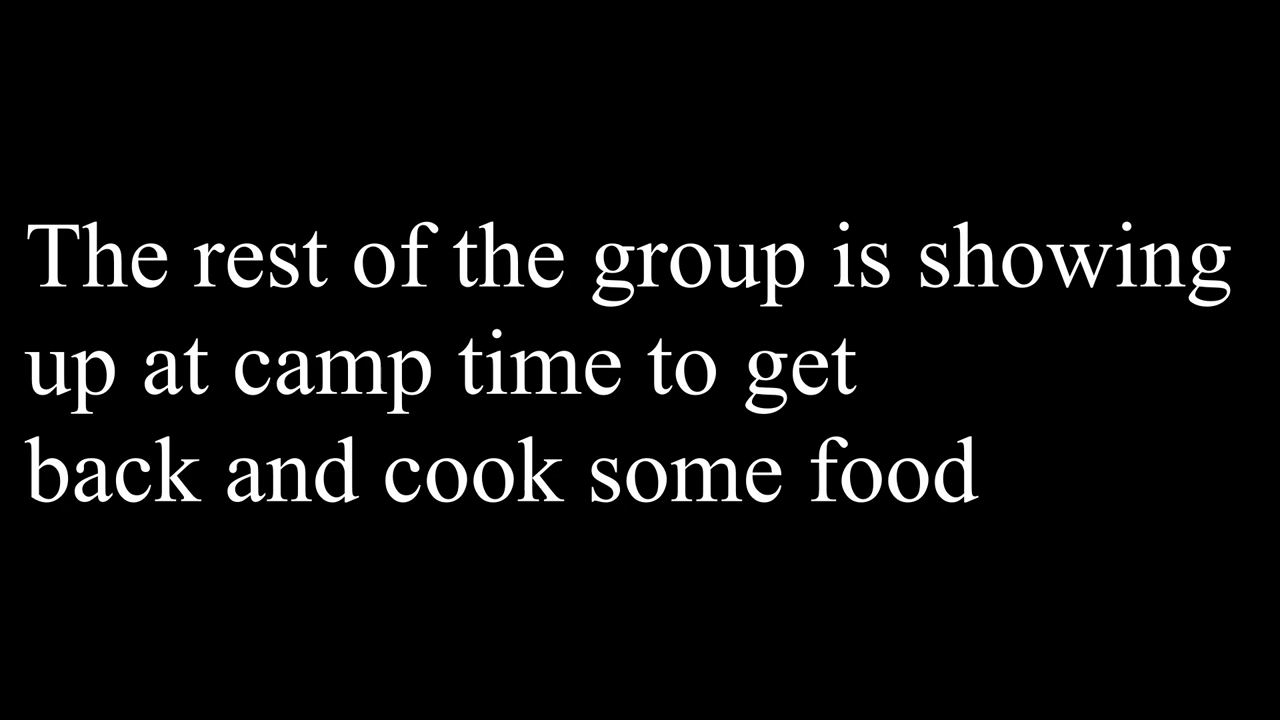 The rest of the group is showing
up at camp time to get
back and cook some food